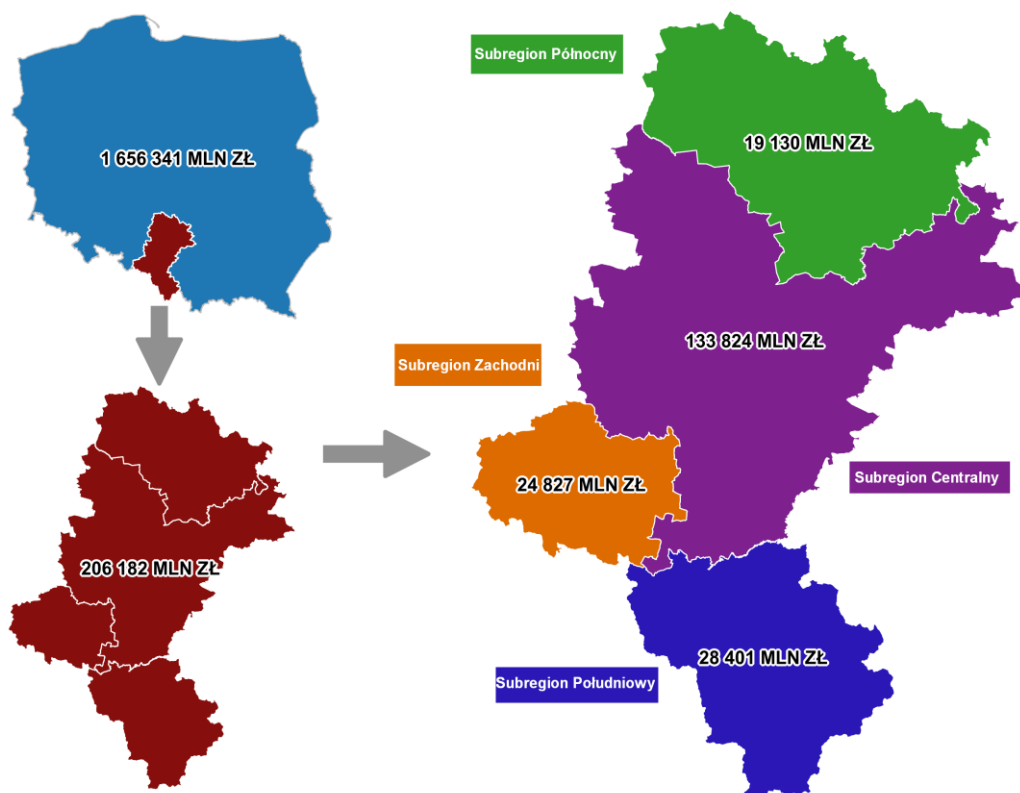 Subregion Północny
1 656 341 MLN ZŁ
19 130 MLN ZŁ
133 824 MLN ZŁ
Subregion Zachodni
24 827 MLN ZŁ
Subregion Centralny
206 182 MLN ZŁ
28 401 MLN ZŁ
Subregion Południowy